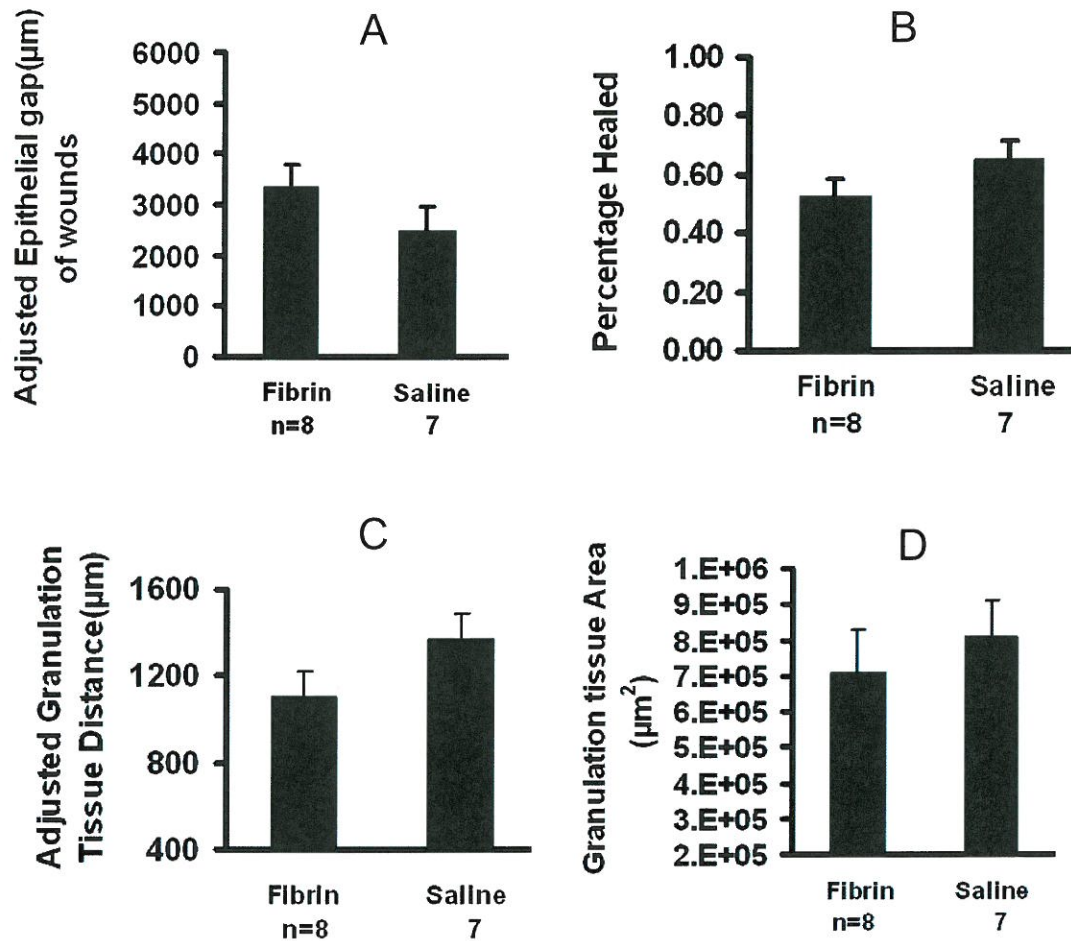 A
Adjusted Epithelial gap(µm)
of wounds
6000
5000
4000
3000
2000
1000
0
Fibrin
n=8
Saline
7
B
Percentage Healed
1.00
0.80
0.60
0.40
0.20
0.00
Fibrin
n=8
Saline
7
C
Adjusted Granulation
Tissue Distance(µm)
1600
1200
800
400
Fibrin
n=8
Saline
7
D
Granulation tissue Area
(µm²)
1.E+06
9.E+05
8.E+05
7.E+05
6.E+05
5.E+05
4.E+05
3.E+05
2.E+05
Fibrin
n=8
Saline
7